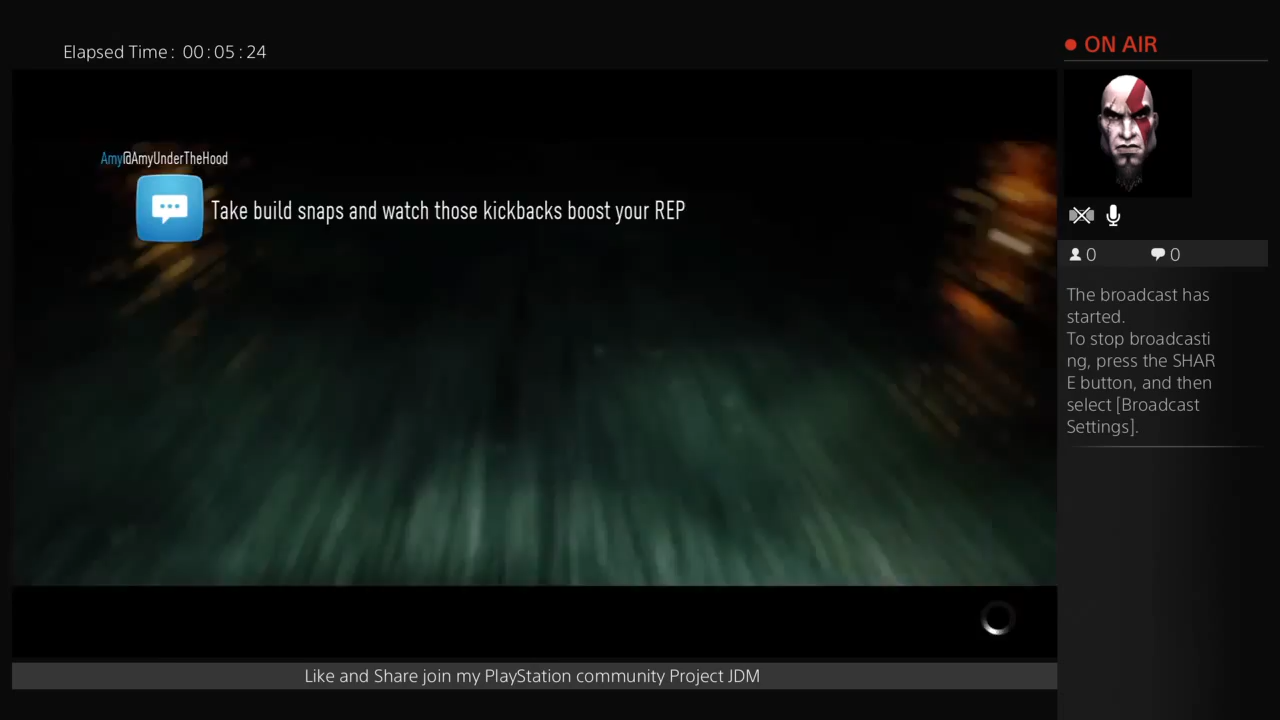 Elapsed Time: 00:05:24
ON AIR
Amy@AmyUnderTheHood
Take build snaps and watch those kickbacks boost your REP
0 0
The broadcast has
started.
To stop broadcasti
ng, press the SHAR
E button, and then
select [Broadcast
Settings].
Like and Share join my PlayStation community Project JDM